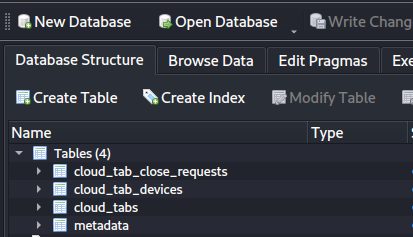 New Database Open Database Write Chang
Database Structure Browse Data Edit Pragmas Exe
Create Table Create Index Modify Table
Name Type S
Tables (4)
cloud_tab_close_requests
cloud_tab_devices
cloud_tabs
metadata